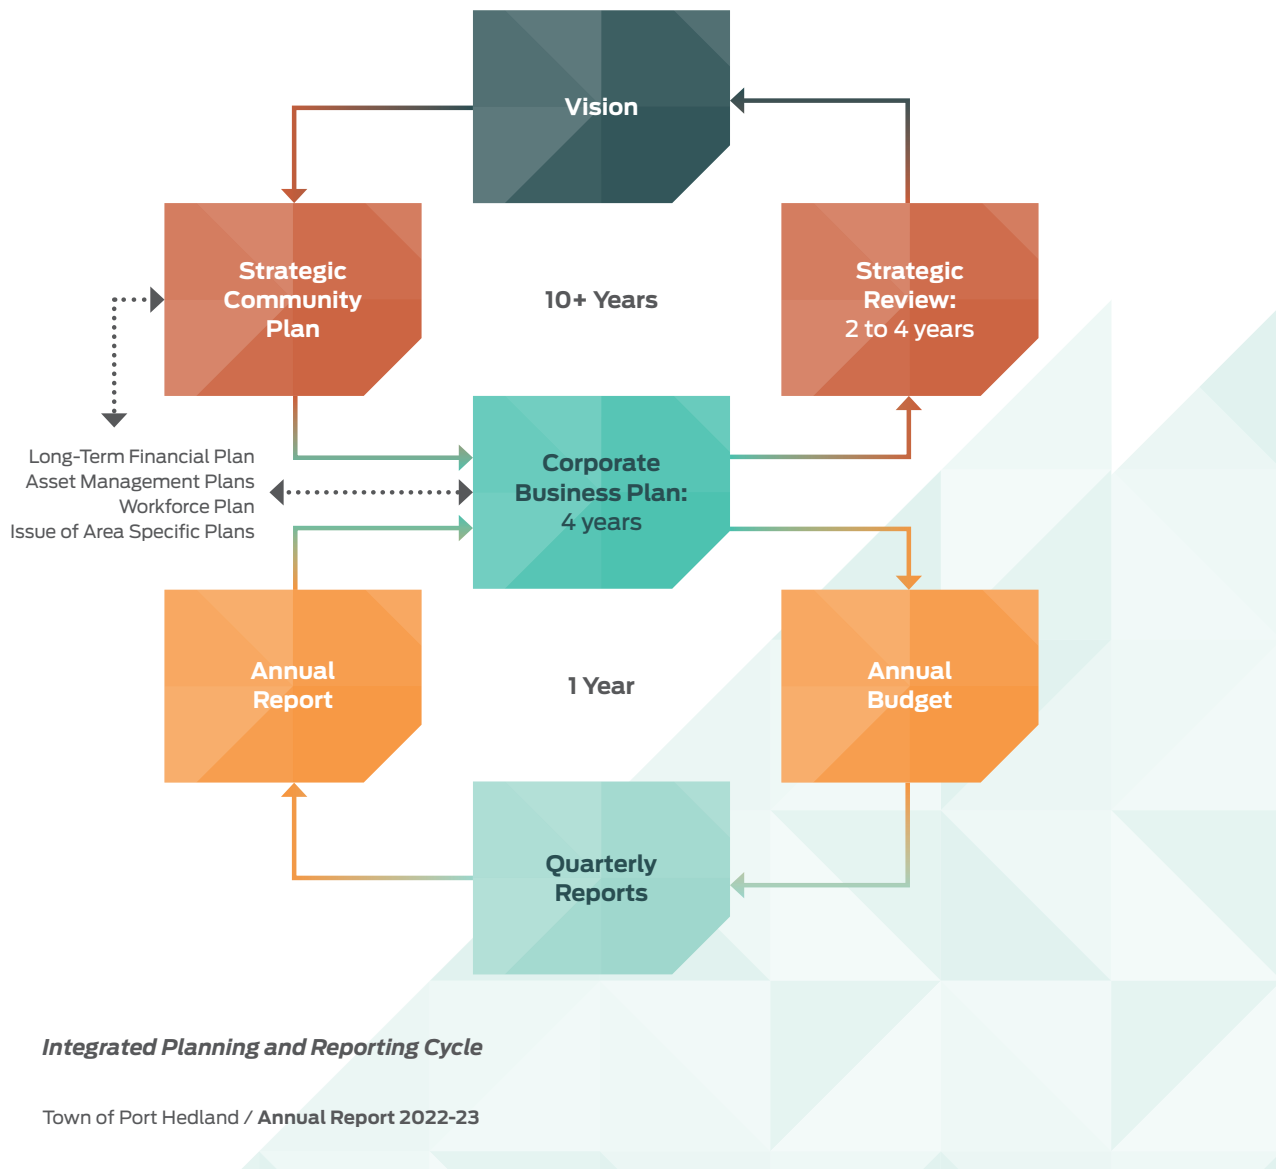 Vision
Strategic
Community
Plan
10+ Years
Strategic
Review:
2 to 4 years
Long-Term Financial Plan
Asset Management Plans
Workforce Plan
Issue of Area Specific Plans
Corporate
Business Plan:
4 years
Annual
Report
1 Year
Annual
Budget
Quarterly
Reports
Integrated Planning and Reporting Cycle
Town of Port Hedland / Annual Report 2022-23